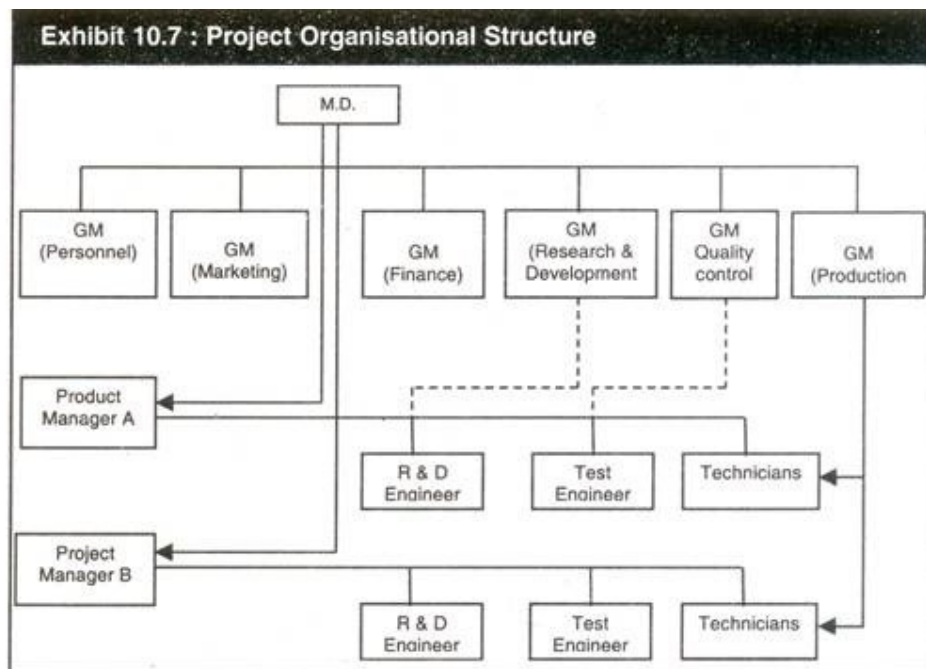 Exhibit 10.7 : Project Organisational Structure
M.D.
GM
(Personnel)
GM
(Marketing)
GM
(Finance)
GM
(Research &
Development
GM
Quality
control
GM
(Production
Product
Manager A
R & D
Engineer
Test
Engineer
Technicians
Project
Manager B
R & D
Engineer
Test
Engineer
Technicians